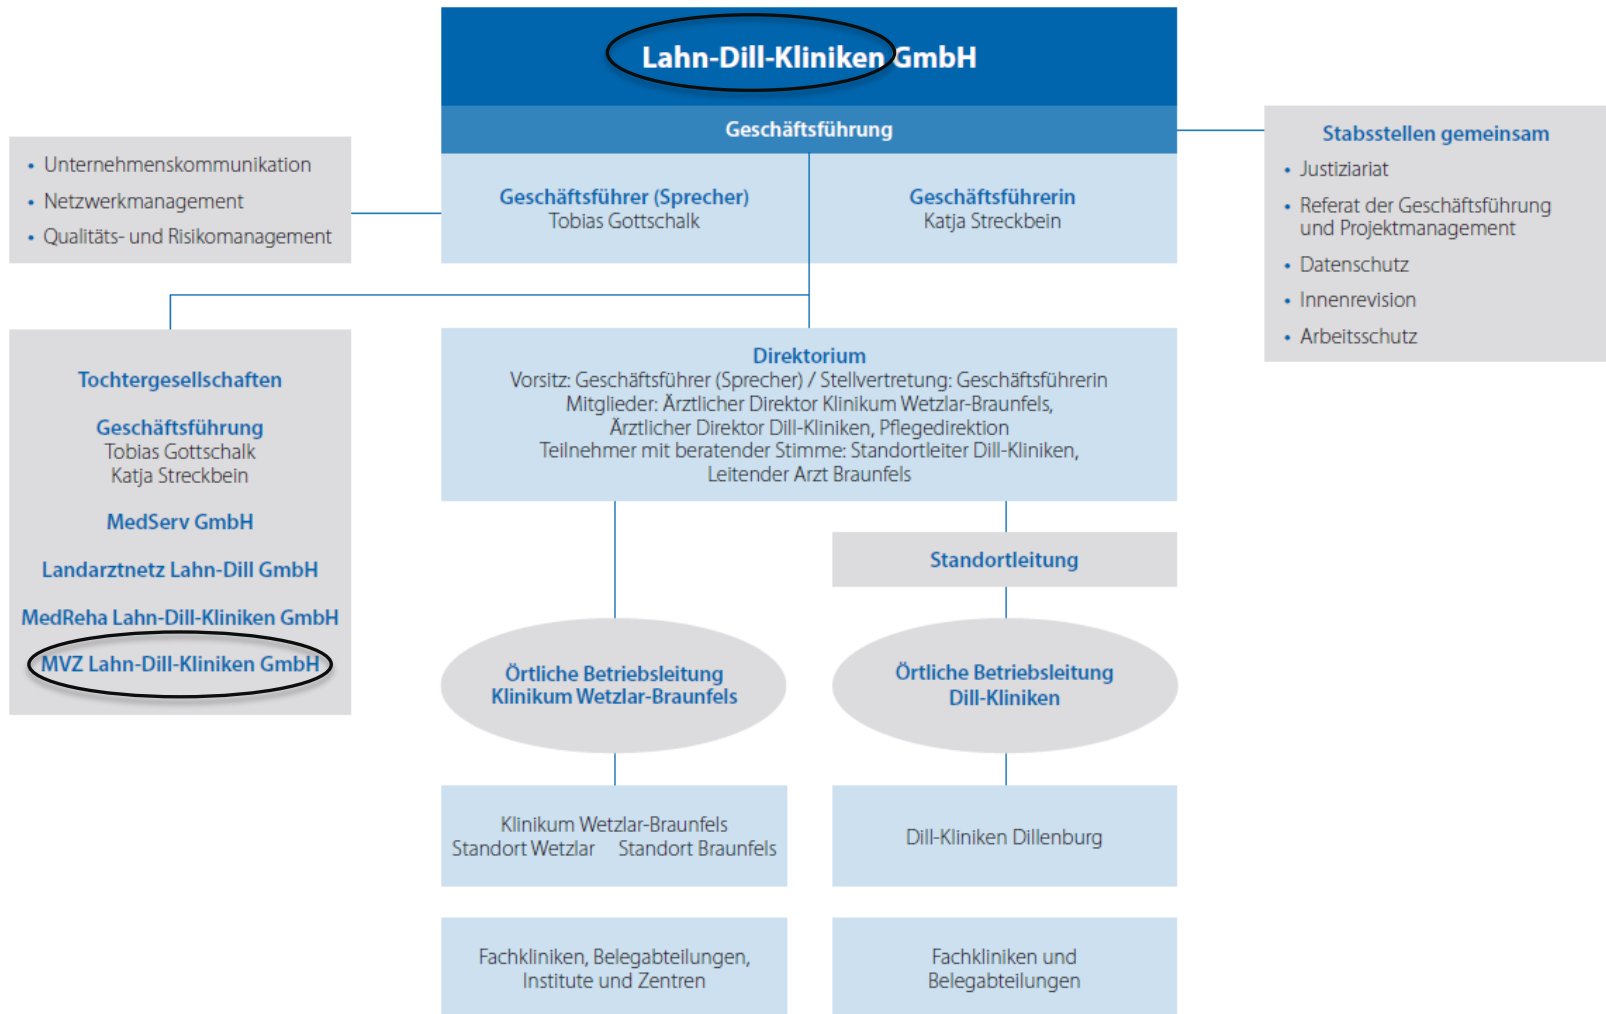 Lahn-Dill-Kliniken GmbH
Geschäftsführung
Geschäftsführer (Sprecher)
Tobias Gottschalk
Geschäftsführerin
Katja Streckbein
• Unternehmenskommunikation
• Netzwerkmanagement
• Qualitäts- und Risikomanagement
Stabsstellen gemeinsam
• Justiziariat
• Referat der Geschäftsführung
und Projektmanagement
• Datenschutz
• Innenrevision
• Arbeitsschutz
Tochtergesellschaften
Geschäftsführung
Tobias Gottschalk
Katja Streckbein
MedServ GmbH
Landarztnetz Lahn-Dill GmbH
MedReha Lahn-Dill-Kliniken GmbH
MVZ Lahn-Dill-Kliniken GmbH
Direktorium
Vorsitz: Geschäftsführer (Sprecher) / Stellvertretung: Geschäftsführerin
Mitglieder: Ärztlicher Direktor Klinikum Wetzlar-Braunfels,
Ärztlicher Direktor Dill-Kliniken, Pflegedirektion
Teilnehmer mit beratender Stimme: Standortleiter Dill-Kliniken,
Leitender Arzt Braunfels
Standortleitung
Örtliche Betriebsleitung
Klinikum Wetzlar-Braunfels
Örtliche Betriebsleitung
Dill-Kliniken
Klinikum Wetzlar-Braunfels
Standort Wetzlar Standort Braunfels
Dill-Kliniken Dillenburg
Fachkliniken, Belegabteilungen,
Institute und Zentren
Fachkliniken und
Belegabteilungen